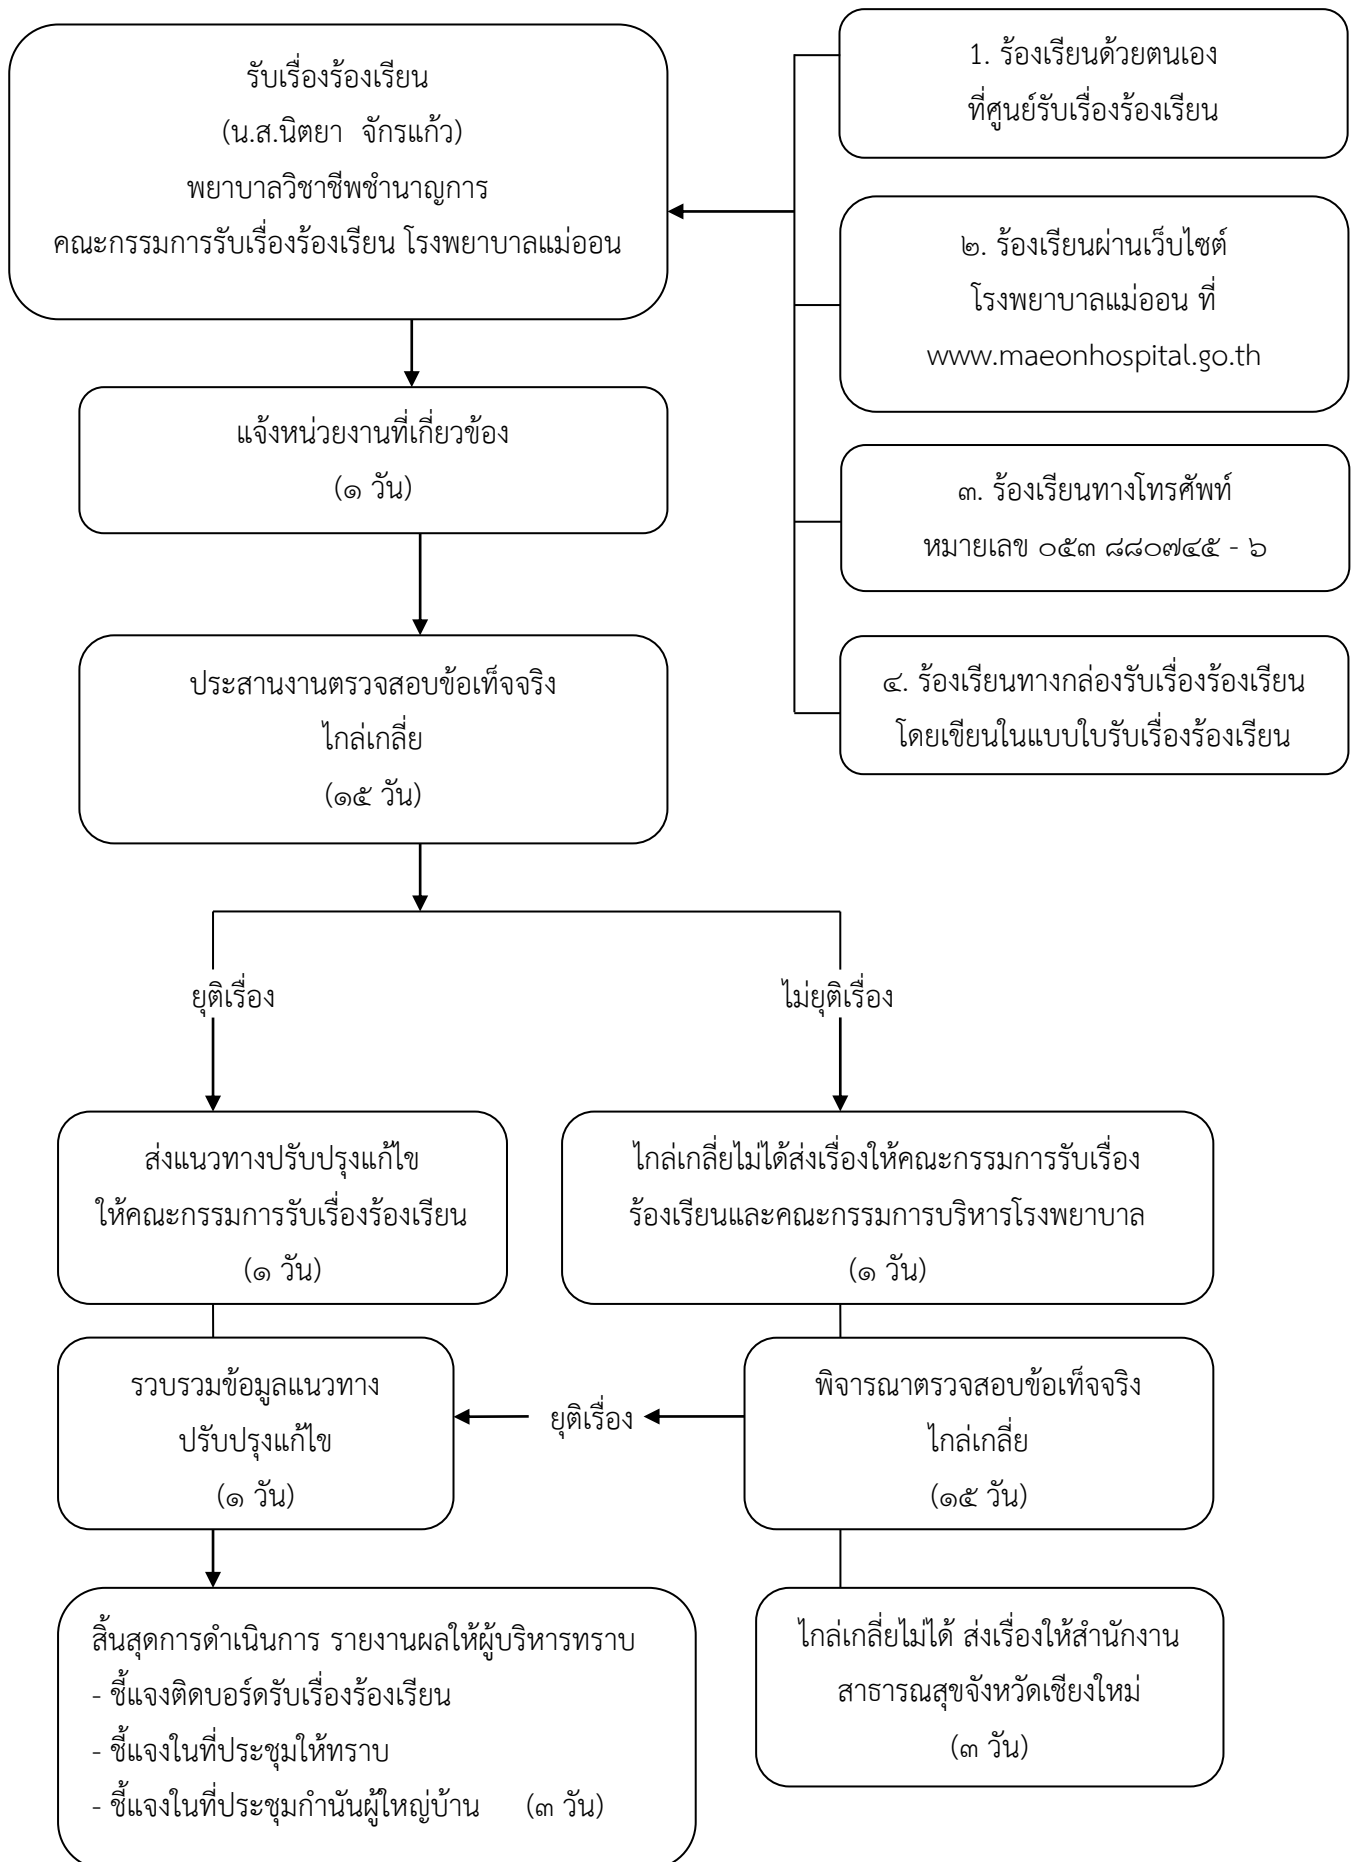 รับเรื่องร้องเรียน
(น.ส.นิตยา จักรแก้ว)
พยาบาลวิชาชีพชำนาญการ
คณะกรรมการรับเรื่องร้องเรียน โรงพยาบาลแม่ออน
1. ร้องเรียนด้วยตนเอง
ที่ศูนย์รับเรื่องร้องเรียน
๒. ร้องเรียนผ่านเว็บไซต์
โรงพยาบาลแม่ออน ที่
www.maeonhospital.go.th
๓. ร้องเรียนทางโทรศัพท์
หมายเลข ๐๕๓ ๘๘๐๗๔๕ - ๖
๔. ร้องเรียนทางกล่องรับเรื่องร้องเรียน
โดยเขียนในแบบใบรับเรื่องร้องเรียน
แจ้งหน่วยงานที่เกี่ยวข้อง
(๑ วัน)
ประสานงานตรวจสอบข้อเท็จจริง
ไกล่เกลี่ย
(๑๕ วัน)
ยุติเรื่อง
ไม่ยุติเรื่อง
ส่งแนวทางปรับปรุงแก้ไข
ให้คณะกรรมการรับเรื่องร้องเรียน
(๑ วัน)
ไกล่เกลี่ยไม่ได้ส่งเรื่องให้คณะกรรมการรับเรื่อง
ร้องเรียนและคณะกรรมการบริหารโรงพยาบาล
(๑ วัน)
รวบรวมข้อมูลแนวทาง
ปรับปรุงแก้ไข
(๑ วัน)
ยุติเรื่อง
พิจารณาตรวจสอบข้อเท็จจริง
ไกล่เกลี่ย
(๑๕ วัน)
สิ้นสุดการดำเนินการ รายงานผลให้ผู้บริหารทราบ
- ชี้แจงติดบอร์ดรับเรื่องร้องเรียน
- ชี้แจงในที่ประชุมให้ทราบ
- ชี้แจงในที่ประชุมกำนันผู้ใหญ่บ้าน (๓ วัน)
ไกล่เกลี่ยไม่ได้ ส่งเรื่องให้สำนักงาน
สาธารณสุขจังหวัดเชียงใหม่
(๓ วัน)